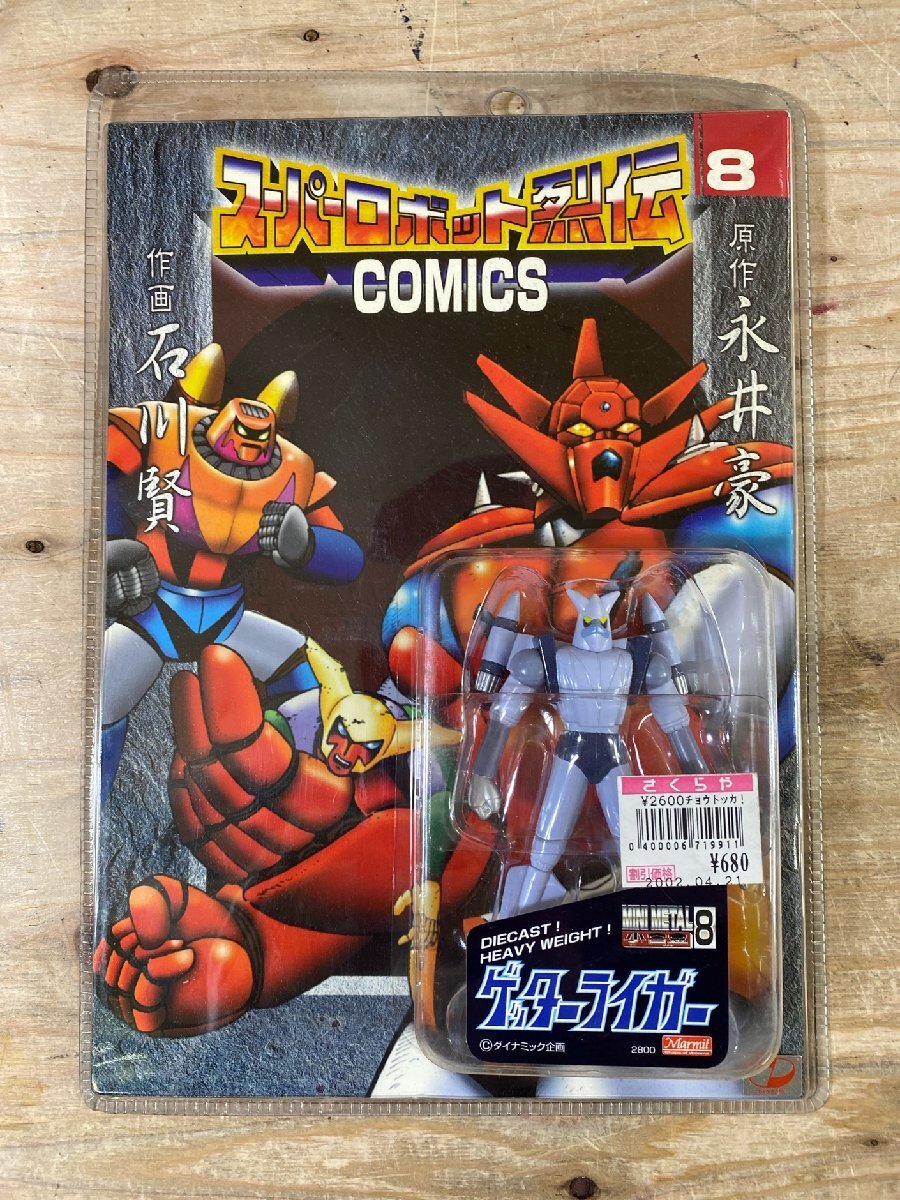 8
スーパーロボット烈伝
COMICS
原作 永井豪
作画 石川賢
さくらや
¥2600チョウトッカ!
0400006719911
¥680
割引価格
2002.04.21
MINI METAL
8
DIECAST!
HEAVY WEIGHT!
ゲッターライガー
©ダイナミック企画
2800
Marmit